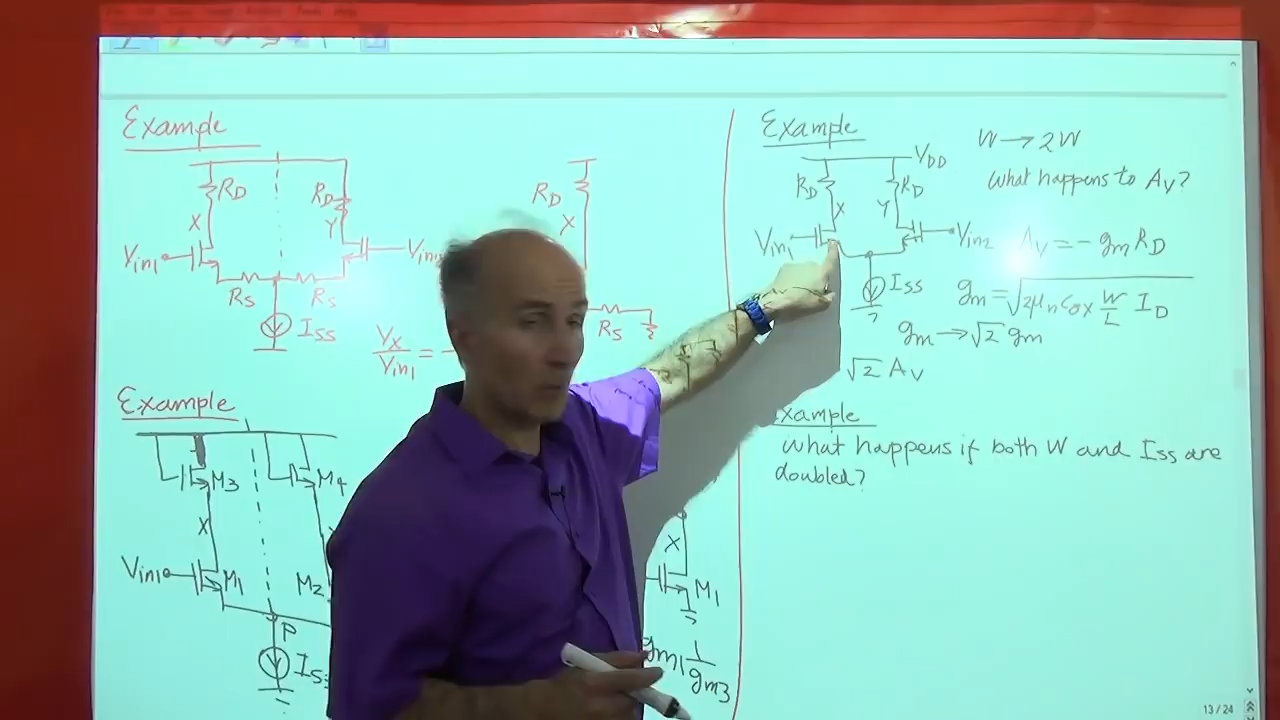 Example
RD
RD
X
Y
Vin1
RS
RS
ISS
Vx/Vin1 = -
RD
X
RS
Example
M3
M4
X
Vin1
M1
M2
P
ISS
X
M1
gm1 1/gm3
Example
W → 2W
VDD
What happens to AV?
RD
RD
X
Y
Vin1
Vin2
AV = - gm RD
ISS
gm = √2μnCox W/L ID
gm → √2 gm
√2 AV
Example
What happens if both W and ISS are
doubled?
13 / 24